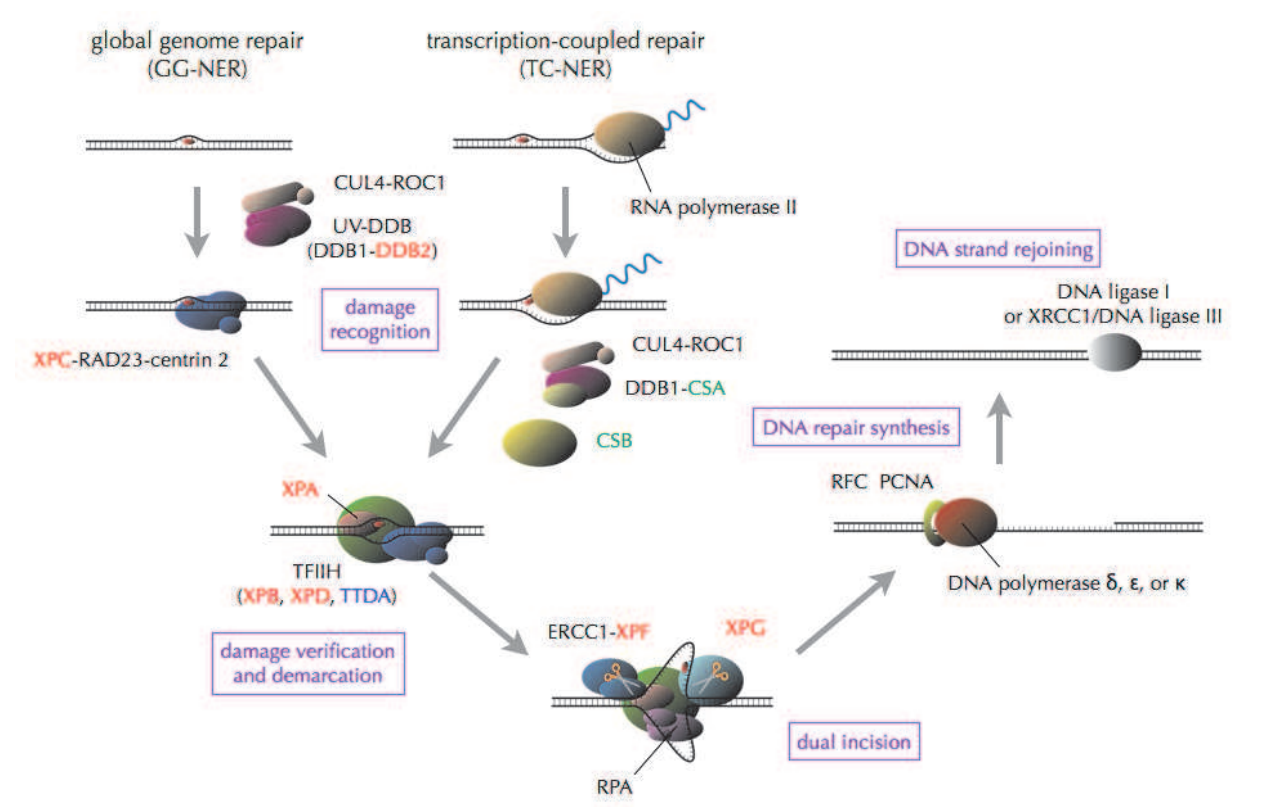 global genome repair
(GG-NER)
transcription-coupled repair
(TC-NER)
CUL4-ROC1
UV-DDB
(DDB1-DDB2)
RNA polymerase II
damage
recognition
XPC-RAD23-centrin 2
CUL4-ROC1
DDB1-CSA
CSB
XPA
TFIIH
(XPB, XPD, TTDA)
damage verification
and demarcation
ERCC1-XPF
XPG
RPA
dual incision
DNA strand rejoining
DNA ligase I
or XRCC1/DNA ligase III
DNA repair synthesis
RFC PCNA
DNA polymerase δ, ε, or κ